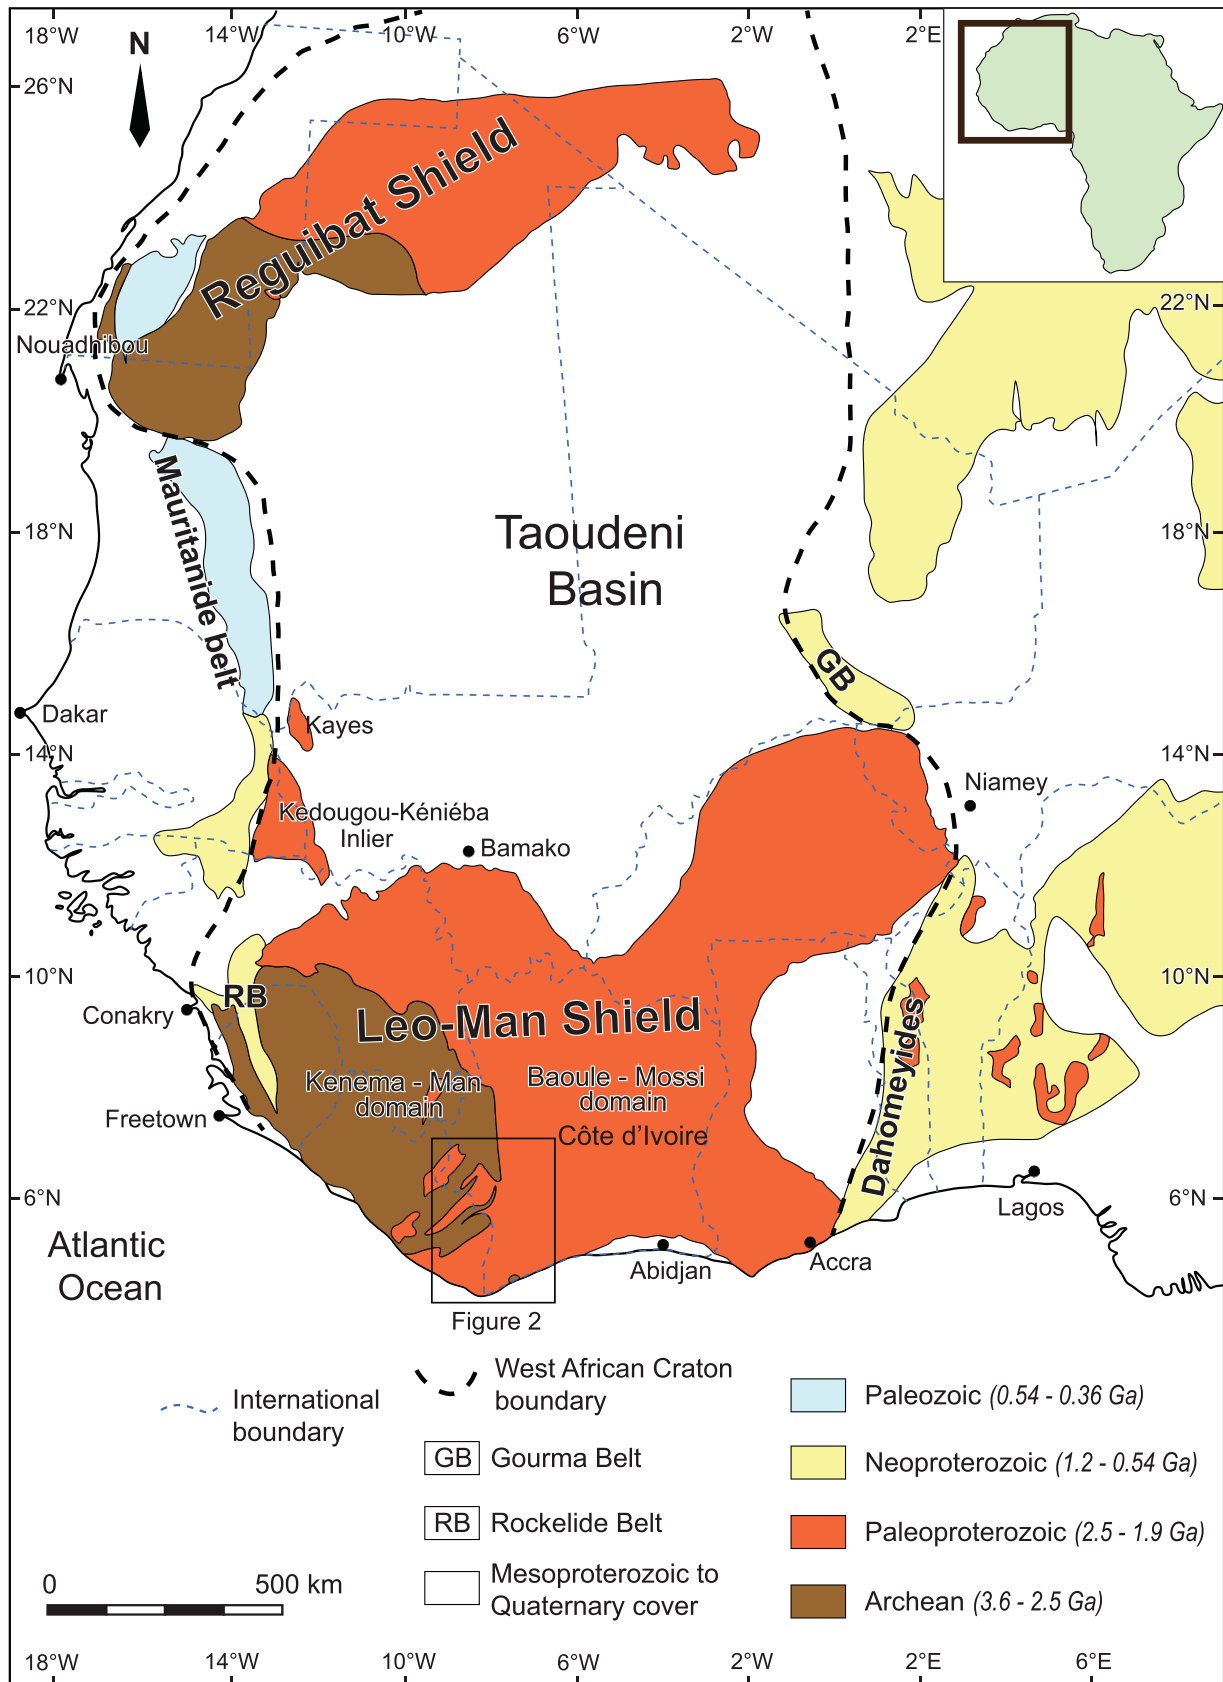 18°W
14°W
10°W
6°W
2°W
2°E
N
26°N
Reguibat Shield
22°N
22°N
Nouadhibou
Mauritanide belt
18°N
18°N
Taoudeni
Basin
GB
Dakar
Kayes
14°N
14°N
Niamey
Kedougou-Kéniéba
Inlier
Bamako
10°N
10°N
RB
Conakry
Leo-Man Shield
Kenema - Man
domain
Baoule - Mossi
domain
Côte d'Ivoire
Freetown
Dahomeyides
6°N
6°N
Lagos
Atlantic
Ocean
Abidjan
Accra
Figure 2
International
boundary
West African Craton
boundary
GB Gourma Belt
RB Rockelide Belt
Mesoproterozoic to
Quaternary cover
Paleozoic (0.54 - 0.36 Ga)
Neoproterozoic (1.2 - 0.54 Ga)
Paleoproterozoic (2.5 - 1.9 Ga)
Archean (3.6 - 2.5 Ga)
0 500 km
18°W
14°W
10°W
6°W
2°W
2°E
6°E